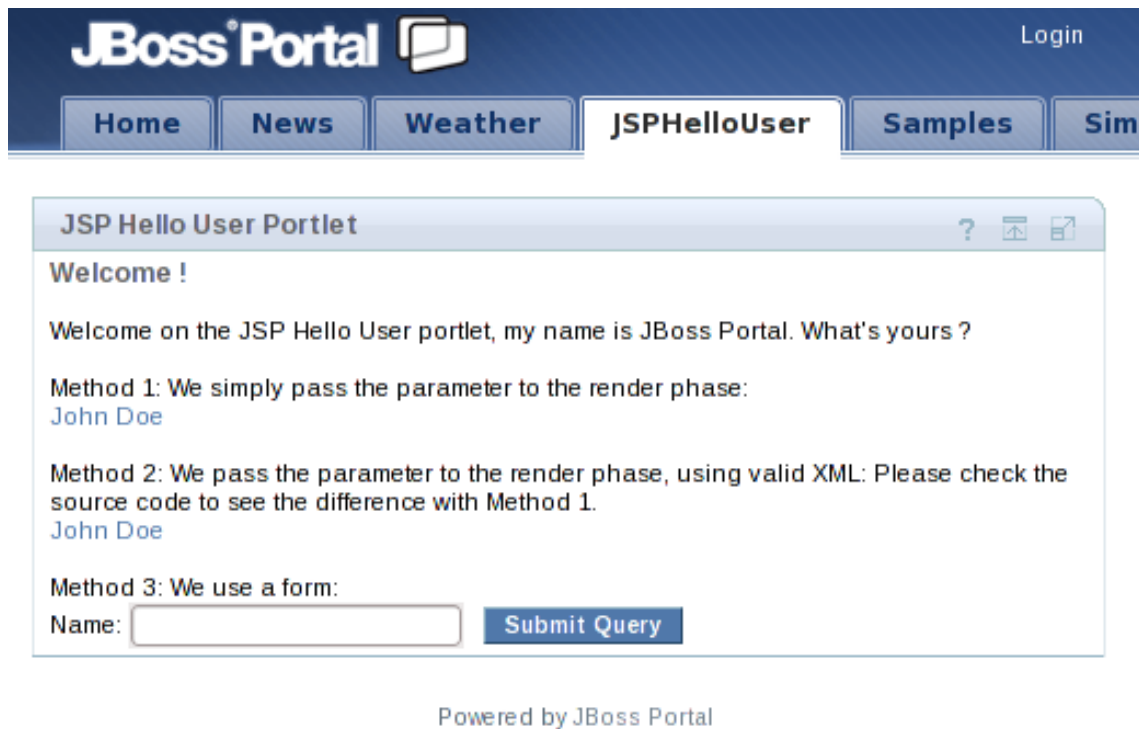 JBoss® Portal
Login
Home News Weather JSPHelloUser Samples Sim
JSP Hello User Portlet ?
Welcome !
Welcome on the JSP Hello User portlet, my name is JBoss Portal. What's yours ?
Method 1: We simply pass the parameter to the render phase:
John Doe
Method 2: We pass the parameter to the render phase, using valid XML: Please check the
source code to see the difference with Method 1.
John Doe
Method 3: We use a form:
Name: Submit Query
Powered by JBoss Portal